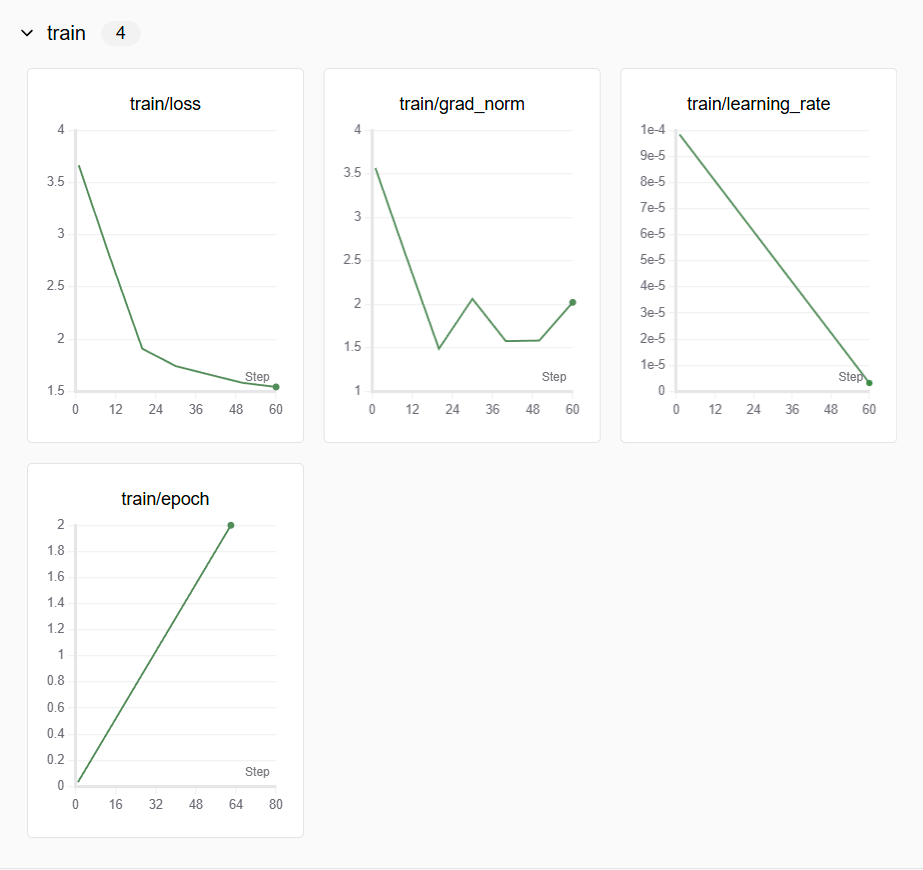 train 4
train/loss
4
3.5
3
2.5
2
1.5
Step
0 12 24 36 48 60
train/grad_norm
4
3.5
3
2.5
2
1.5
1
Step
0 12 24 36 48 60
train/learning_rate
1e-4
9e-5
8e-5
7e-5
6e-5
5e-5
4e-5
3e-5
2e-5
1e-5
0
Step
0 12 24 36 48 60
train/epoch
2
1.8
1.6
1.4
1.2
1
0.8
0.6
0.4
0.2
0
Step
0 16 32 48 64 80